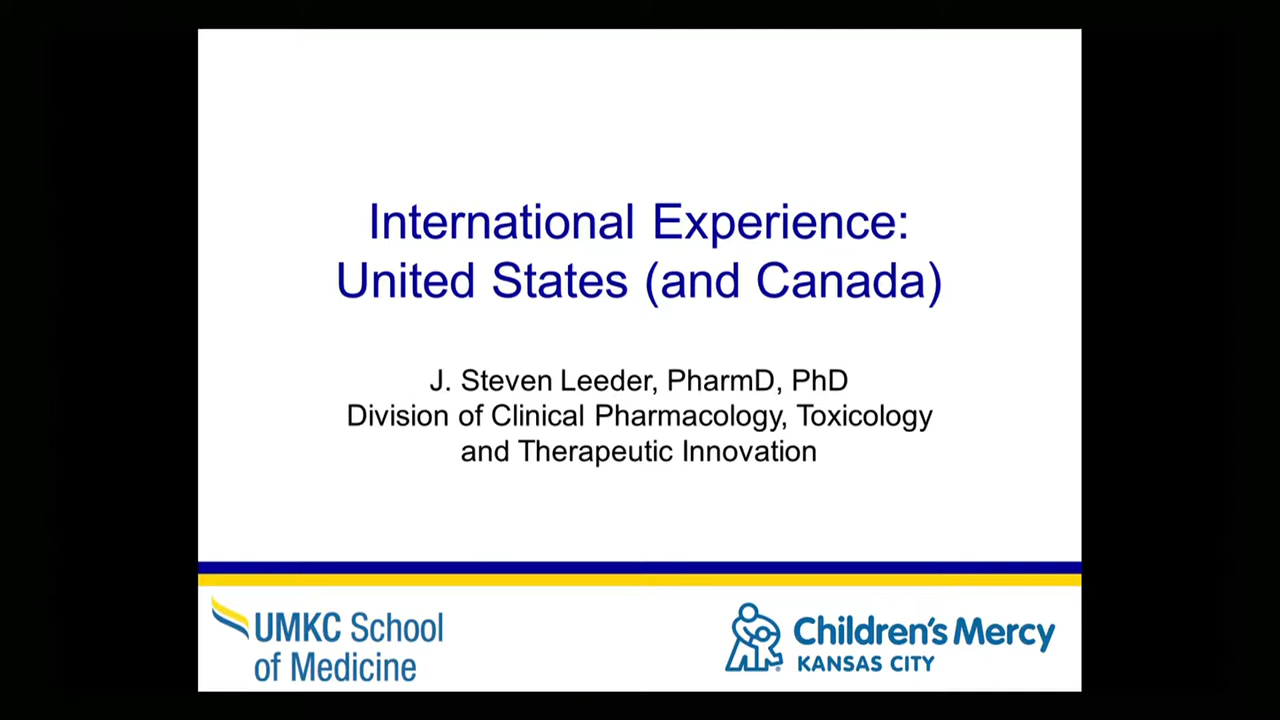 International Experience:
United States (and Canada)
J. Steven Leeder, PharmD, PhD
Division of Clinical Pharmacology, Toxicology
and Therapeutic Innovation
UMKC School
of Medicine
Children's Mercy
KANSAS CITY